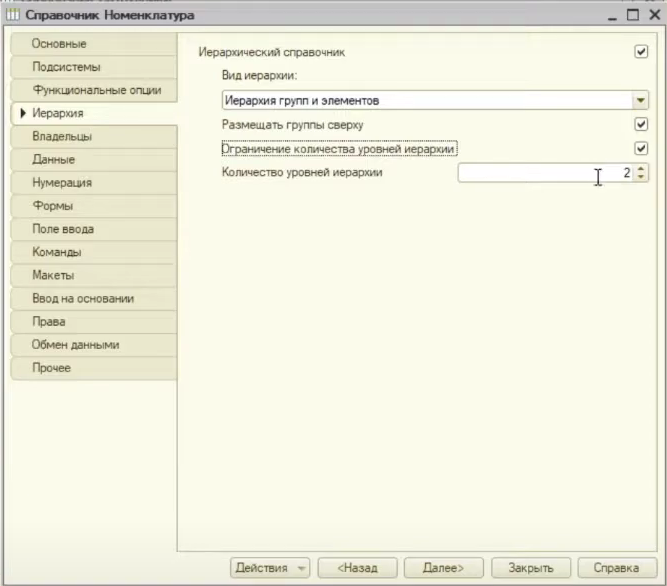 Справочник Номенклатура
Основные
Подсистемы
Функциональные опции
Иерархия
Владельцы
Данные
Нумерация
Формы
Поле ввода
Команды
Макеты
Ввод на основании
Права
Обмен данными
Прочее
Иерархический справочник
Вид иерархии:
Иерархия групп и элементов
Размещать группы сверху
Ограничение количества уровней иерархии
Количество уровней иерархии 2
Действия <Назад Далее> Закрыть Справка